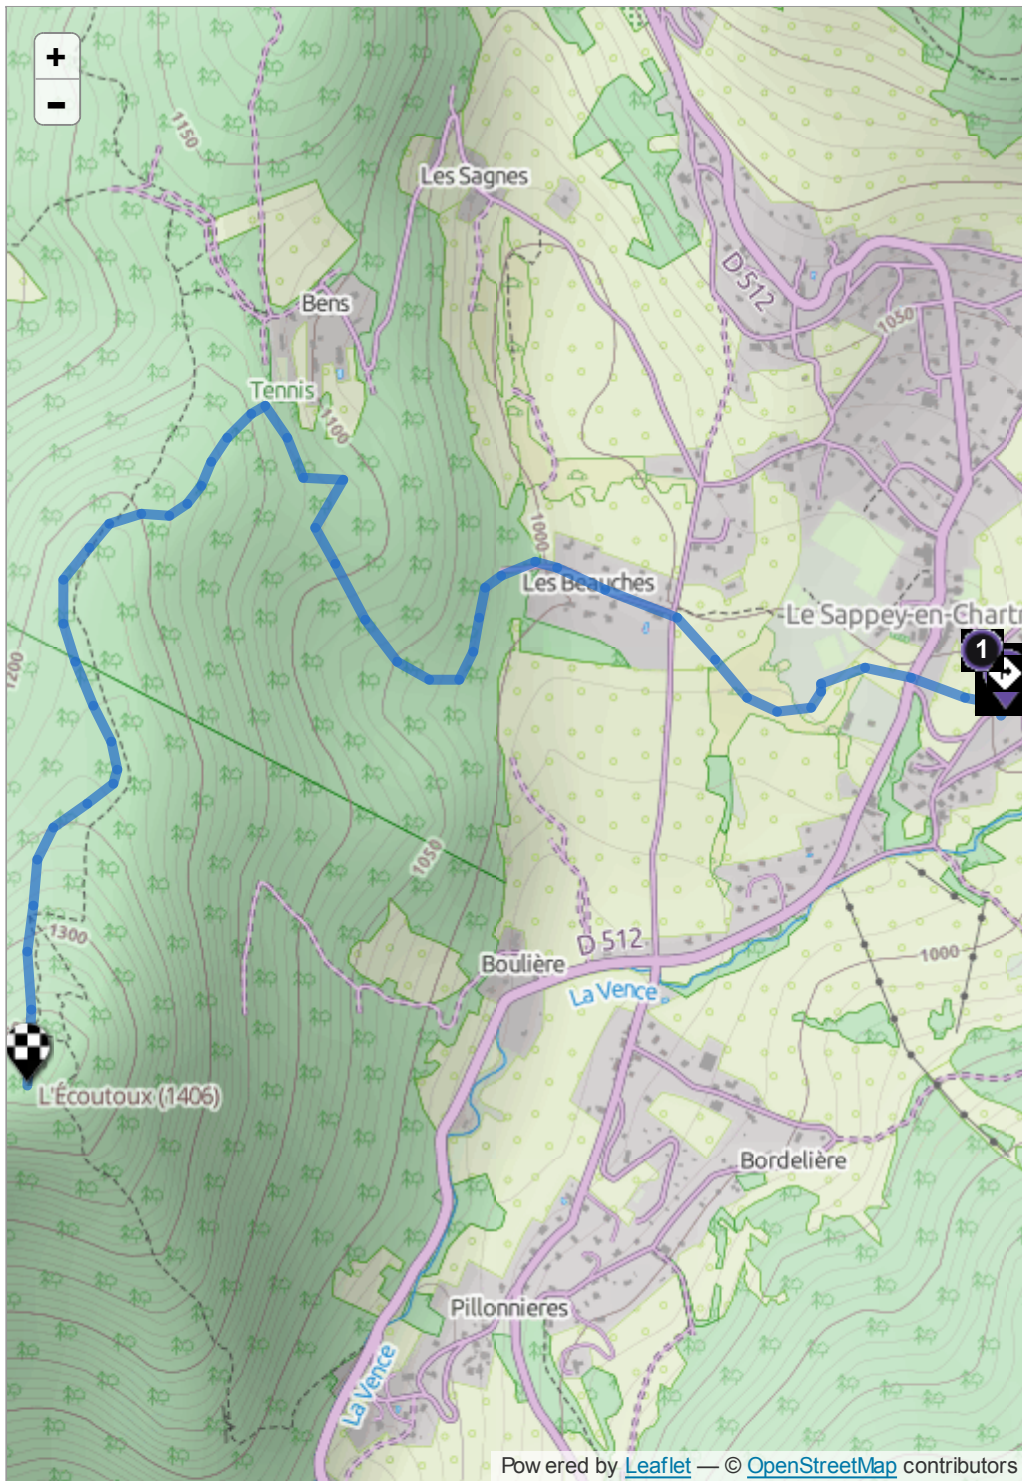 +
−
1150
Les Sagnes
D 512
Bens
1050
Tennis
1100
1000
Les Beauches
Le Sappey-en-Chartr
1
1200
1050
1300
D 512
1000
Boulière
La Vence
L'Écoutoux (1406)
Bordelière
Pillonnieres
La Vence
Powered by Leaflet — © OpenStreetMap contributors